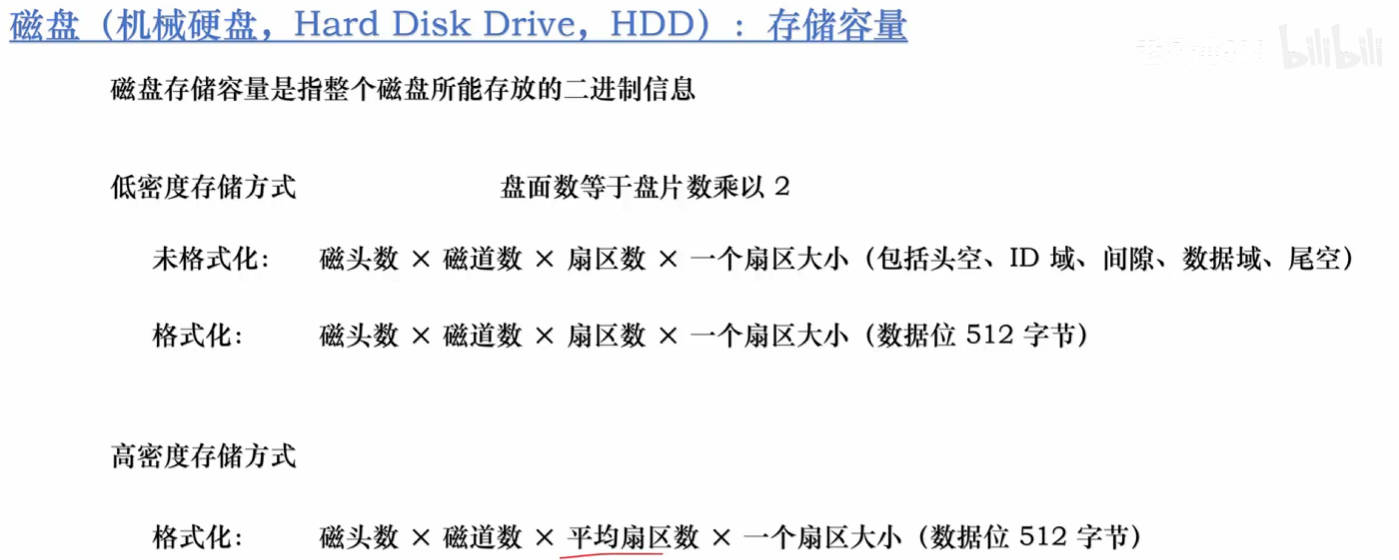 磁盘（机械硬盘，Hard Disk Drive，HDD）：存储容量
bilibili
磁盘存储容量是指整个磁盘所能存放的二进制信息
低密度存储方式 盘面数等于盘片数乘以 2
未格式化： 磁头数 × 磁道数 × 扇区数 × 一个扇区大小（包括头空、ID 域、间隙、数据域、尾空）
格式化： 磁头数 × 磁道数 × 扇区数 × 一个扇区大小（数据位 512 字节）
高密度存储方式
格式化： 磁头数 × 磁道数 × 平均扇区数 × 一个扇区大小（数据位 512 字节）